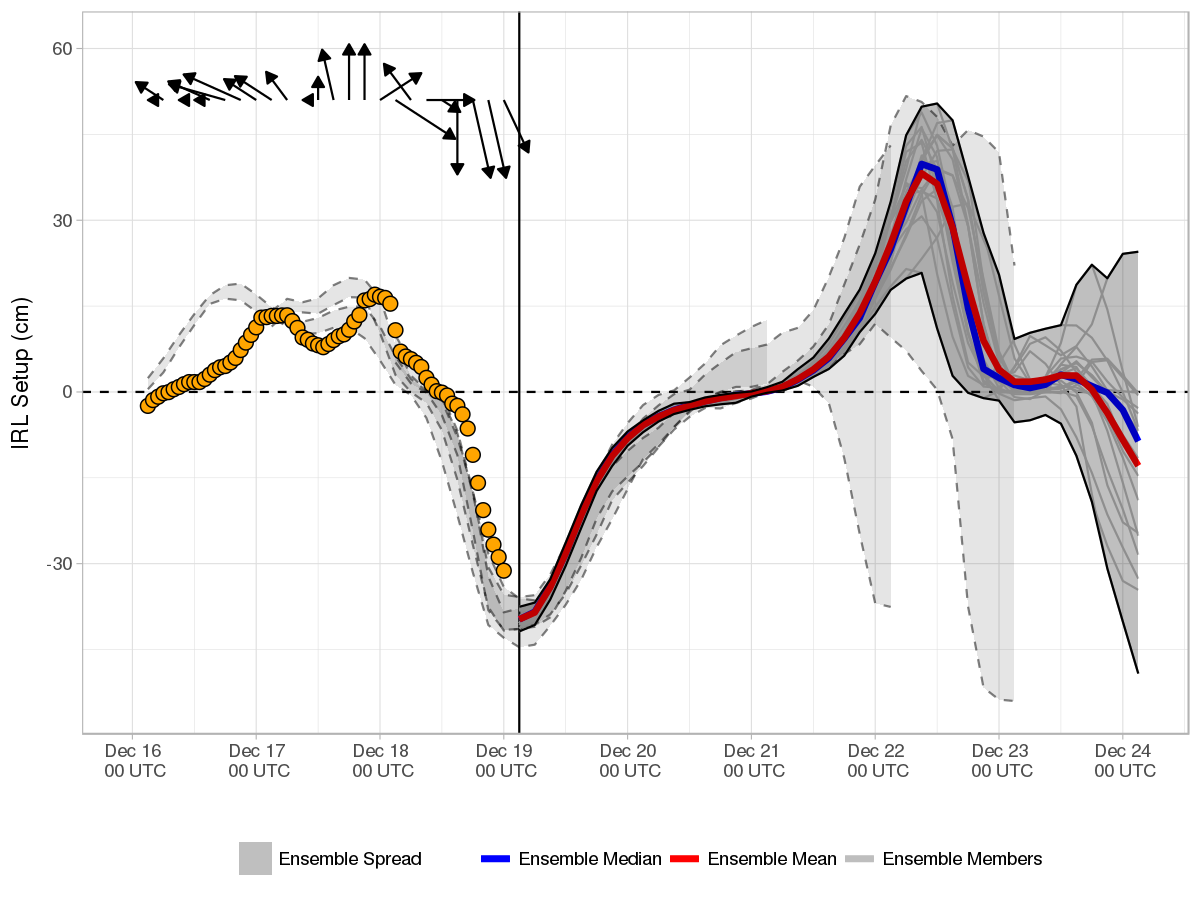 60
30
0
-30
IRL Setup (cm)
Dec 16 Dec 17 Dec 18 Dec 19 Dec 20 Dec 21 Dec 22 Dec 23 Dec 24
00 UTC 00 UTC 00 UTC 00 UTC 00 UTC 00 UTC 00 UTC 00 UTC 00 UTC
Ensemble Spread Ensemble Median Ensemble Mean Ensemble Members